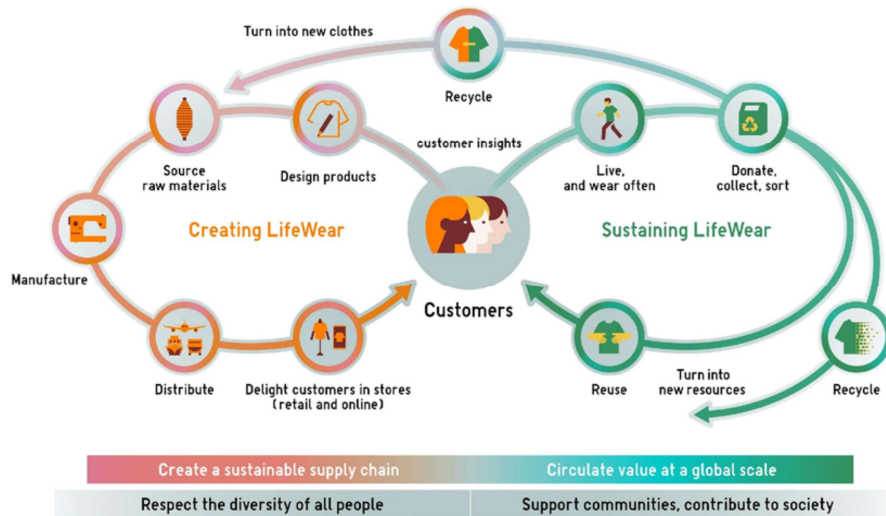 Turn into new clothes
Recycle
customer insights
Source
raw materials
Design products
Live,
and wear often
Donate,
collect, sort
Creating LifeWear
Sustaining LifeWear
Manufacture
Customers
Distribute
Delight customers in stores
(retail and online)
Reuse
Turn into
new resources
Recycle
Create a sustainable supply chain
Circulate value at a global scale
Respect the diversity of all people
Support communities, contribute to society